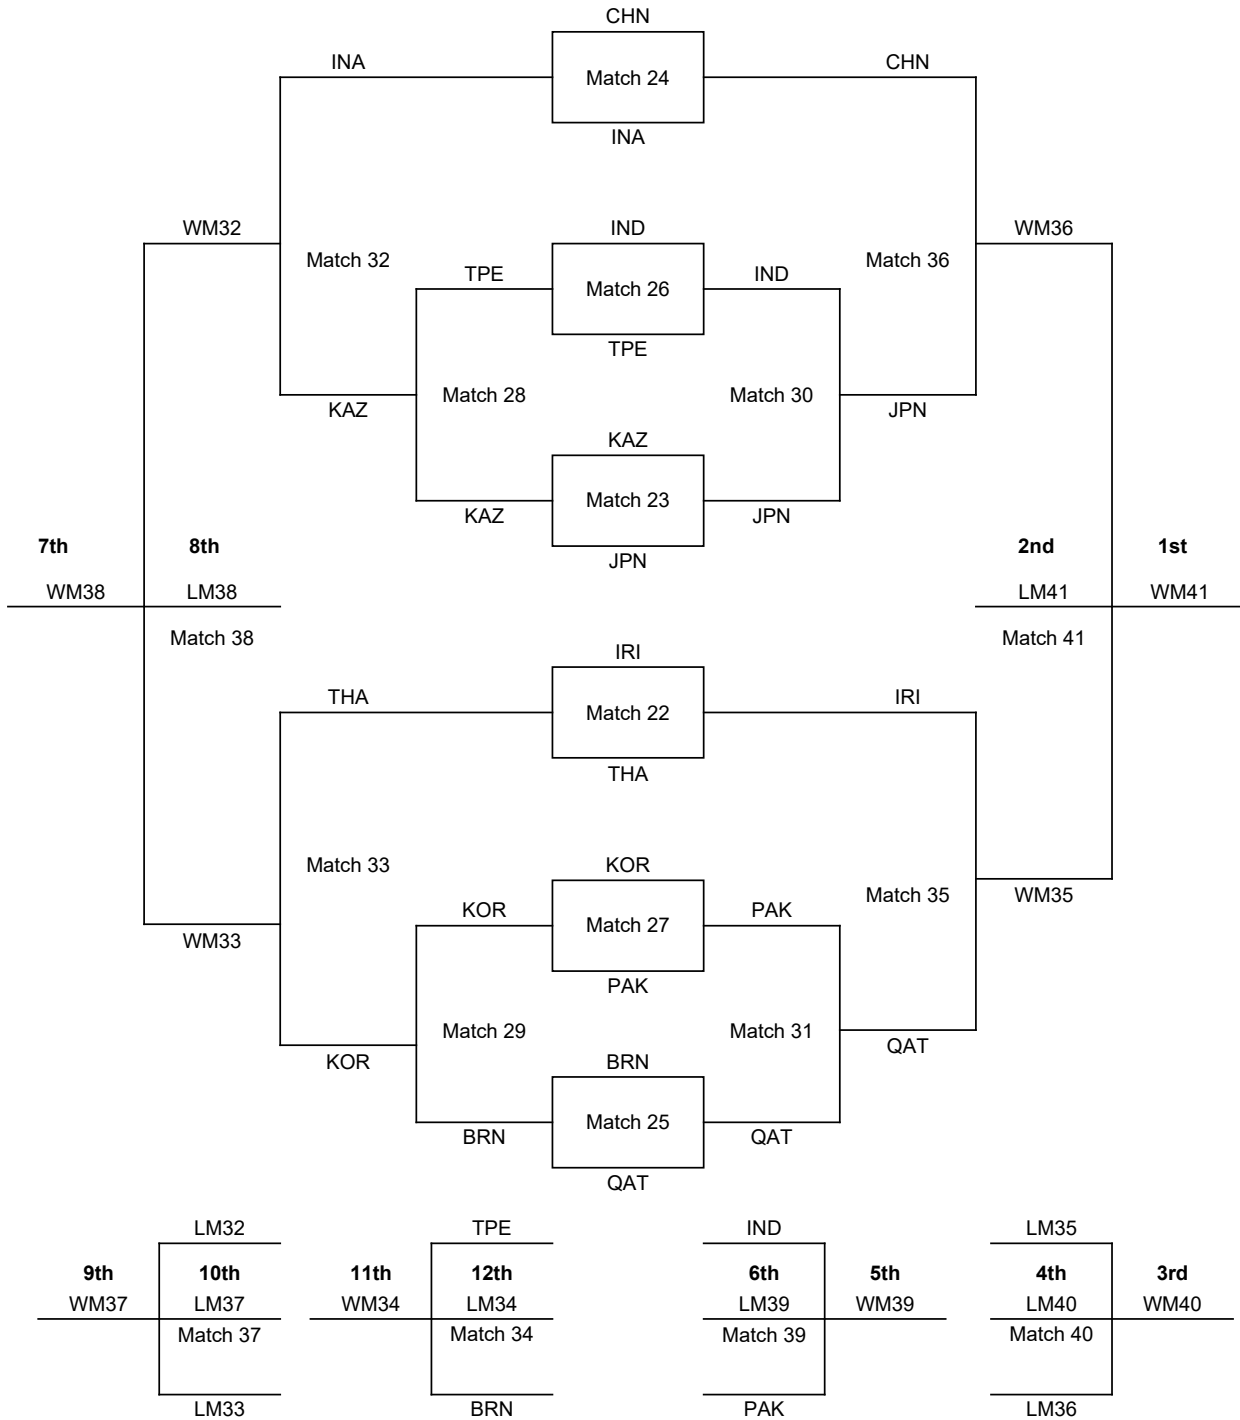 CHN
INA
CHN
Match 24
INA
WM32
IND
WM36
Match 32
TPE
Match 26
IND
Match 36
TPE
KAZ
Match 28
Match 30
JPN
KAZ
KAZ
Match 23
JPN
7th
8th
JPN
2nd
1st
WM38
LM38
LM41
WM41
Match 38
Match 41
IRI
THA
Match 22
IRI
THA
Match 33
KOR
Match 35
KOR
Match 27
PAK
WM35
WM33
PAK
Match 29
Match 31
KOR
BRN
QAT
BRN
Match 25
QAT
QAT
LM32
TPE
IND
LM35
9th
10th
11th
12th
6th
5th
4th
3rd
WM37
LM37
WM34
LM34
LM39
WM39
LM40
WM40
Match 37
Match 34
Match 39
Match 40
LM33
BRN
PAK
LM36